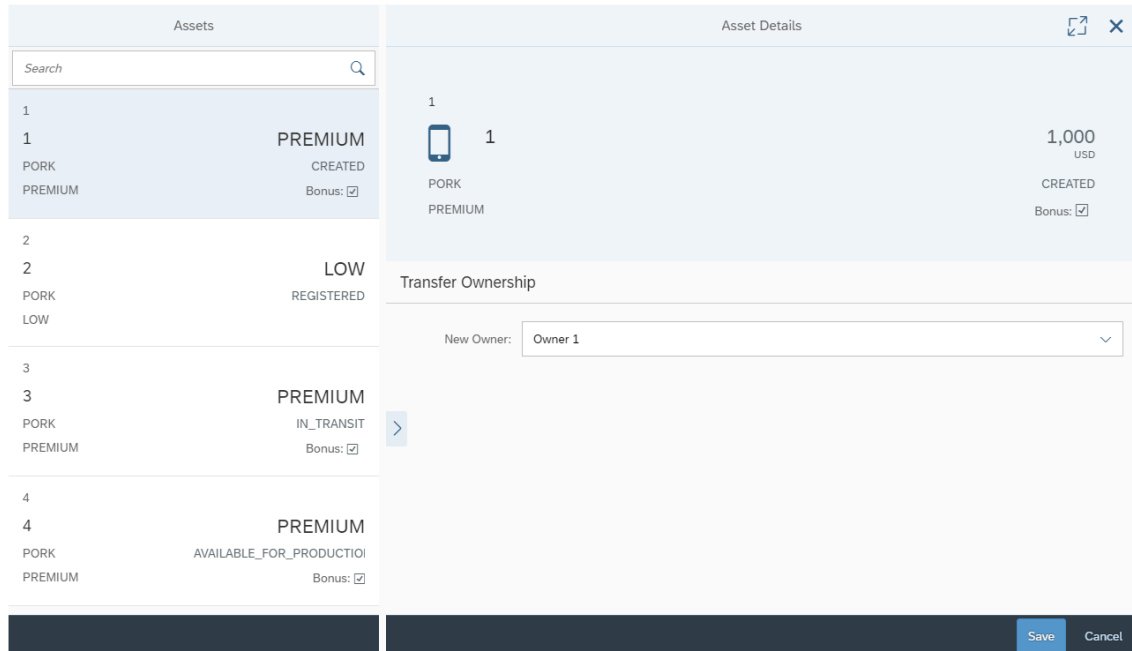 Assets
Search
1
1 PREMIUM
PORK CREATED
PREMIUM Bonus:
2
2 LOW
PORK REGISTERED
LOW
3
3 PREMIUM
PORK IN_TRANSIT
PREMIUM Bonus:
4
4 PREMIUM
PORK AVAILABLE_FOR_PRODUCTIO
PREMIUM Bonus:
Asset Details
1
1 1,000
USD
PORK CREATED
PREMIUM Bonus:
Transfer Ownership
New Owner: Owner 1
Save Cancel